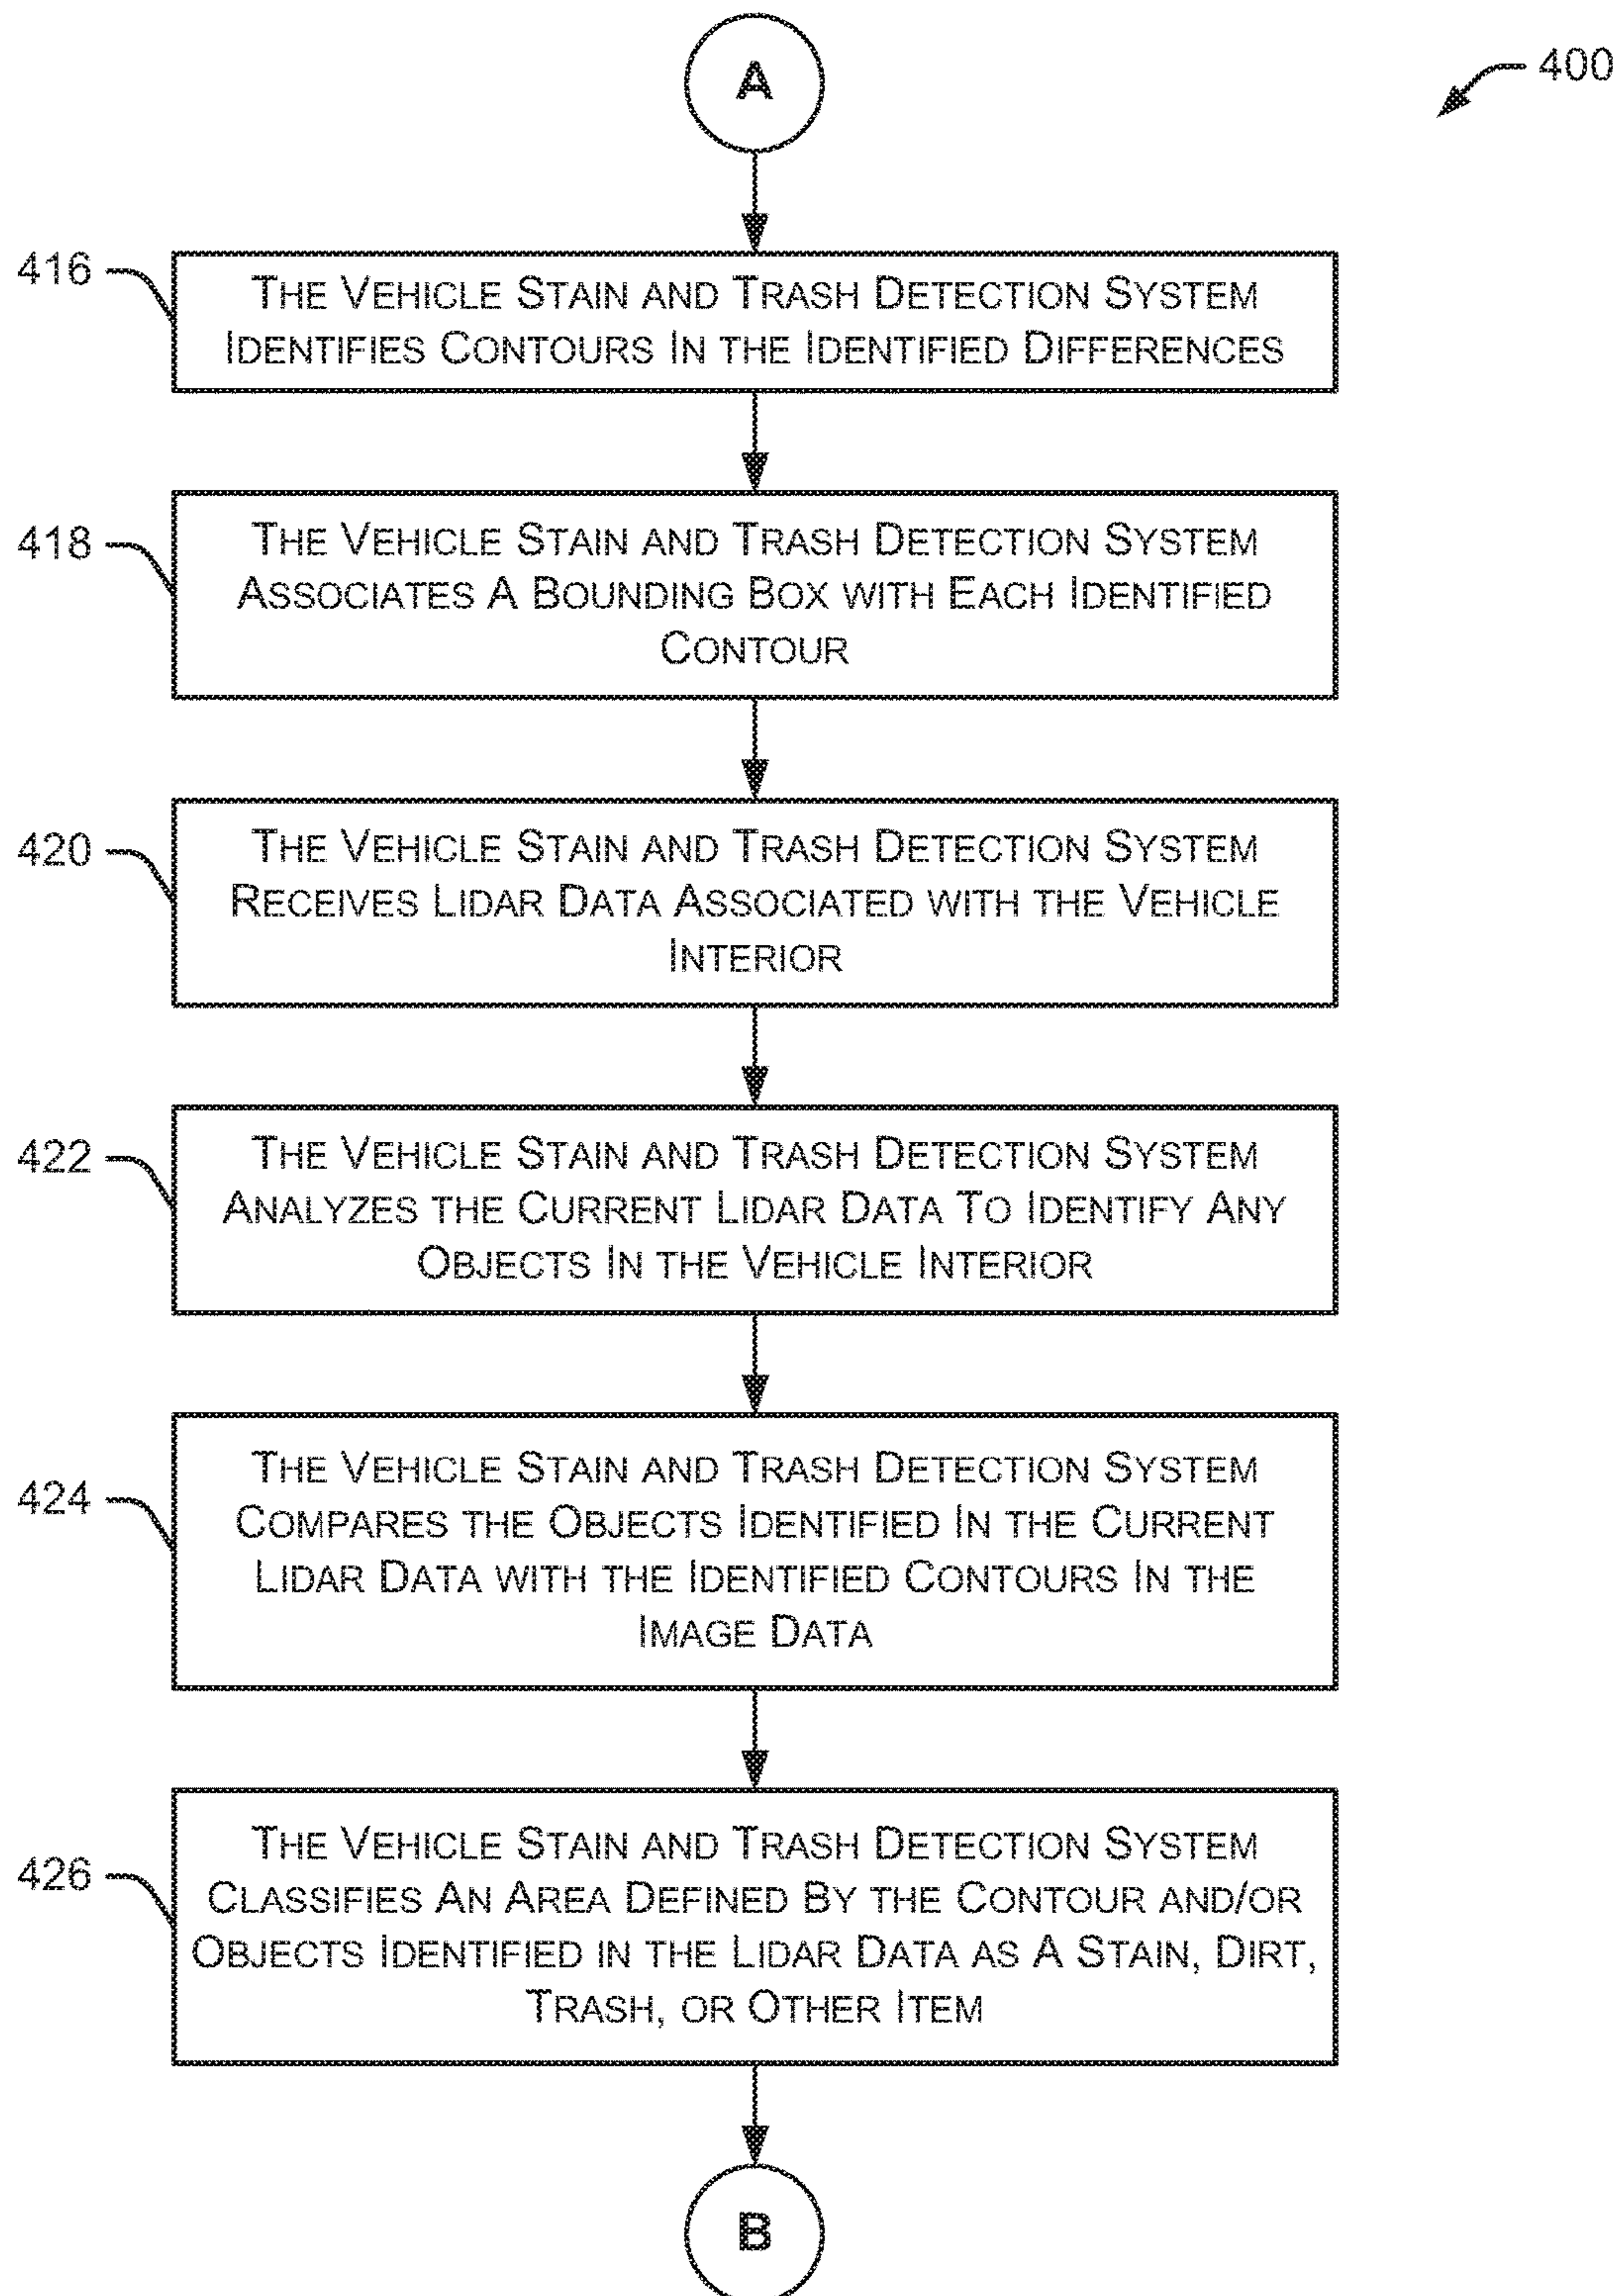 A
400
416
THE VEHICLE STAIN AND TRASH DETECTION SYSTEM
IDENTIFIES CONTOURS IN THE IDENTIFIED DIFFERENCES
418
THE VEHICLE STAIN AND TRASH DETECTION SYSTEM
ASSOCIATES A BOUNDING BOX WITH EACH IDENTIFIED
CONTOUR
420
THE VEHICLE STAIN AND TRASH DETECTION SYSTEM
RECEIVES LIDAR DATA ASSOCIATED WITH THE VEHICLE
INTERIOR
422
THE VEHICLE STAIN AND TRASH DETECTION SYSTEM
ANALYZES THE CURRENT LIDAR DATA TO IDENTIFY ANY
OBJECTS IN THE VEHICLE INTERIOR
424
THE VEHICLE STAIN AND TRASH DETECTION SYSTEM
COMPARES THE OBJECTS IDENTIFIED IN THE CURRENT
LIDAR DATA WITH THE IDENTIFIED CONTOURS IN THE
IMAGE DATA
426
THE VEHICLE STAIN AND TRASH DETECTION SYSTEM
CLASSIFIES AN AREA DEFINED BY THE CONTOUR AND/OR
OBJECTS IDENTIFIED IN THE LIDAR DATA AS A STAIN, DIRT,
TRASH, OR OTHER ITEM
B